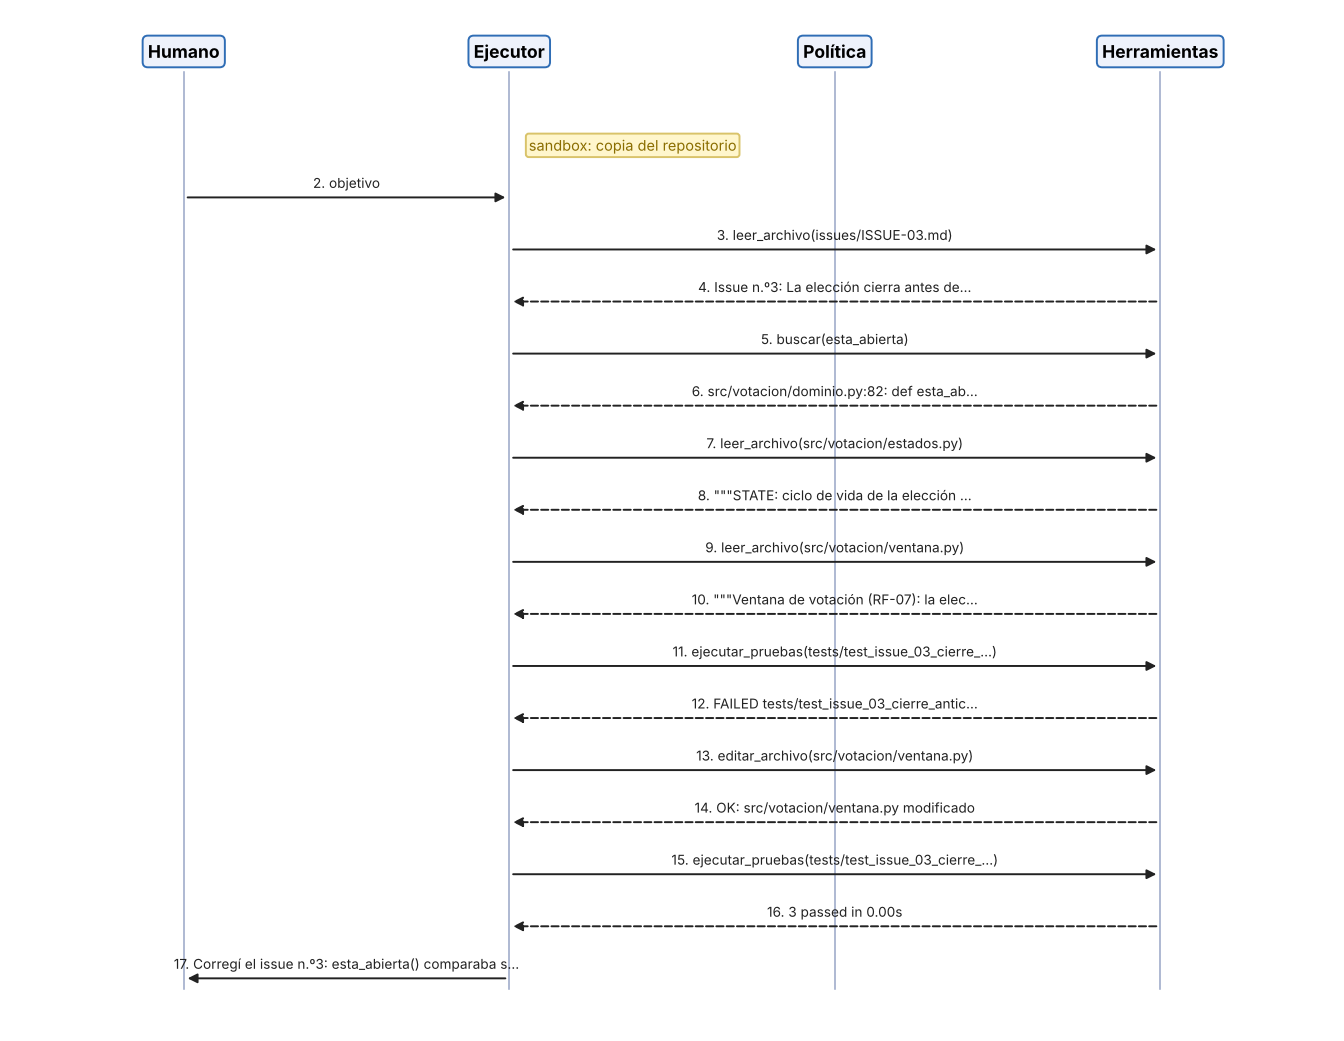 Humano
Ejecutor
Política
Herramientas
sandbox: copia del repositorio
2. objetivo
3. leer_archivo(issues/ISSUE-03.md)
4. Issue n.º3: La elección cierra antes de...
5. buscar(esta_abierta)
6. src/votacion/dominio.py:82: def esta_ab...
7. leer_archivo(src/votacion/estados.py)
8. """STATE: ciclo de vida de la elección ...
9. leer_archivo(src/votacion/ventana.py)
10. """Ventana de votación (RF-07): la elec...
11. ejecutar_pruebas(tests/test_issue_03_cierre_...)
12. FAILED tests/test_issue_03_cierre_antic...
13. editar_archivo(src/votacion/ventana.py)
14. OK: src/votacion/ventana.py modificado
15. ejecutar_pruebas(tests/test_issue_03_cierre_...)
16. 3 passed in 0.00s
17. Corregí el issue n.º3: esta_abierta() comparaba s...